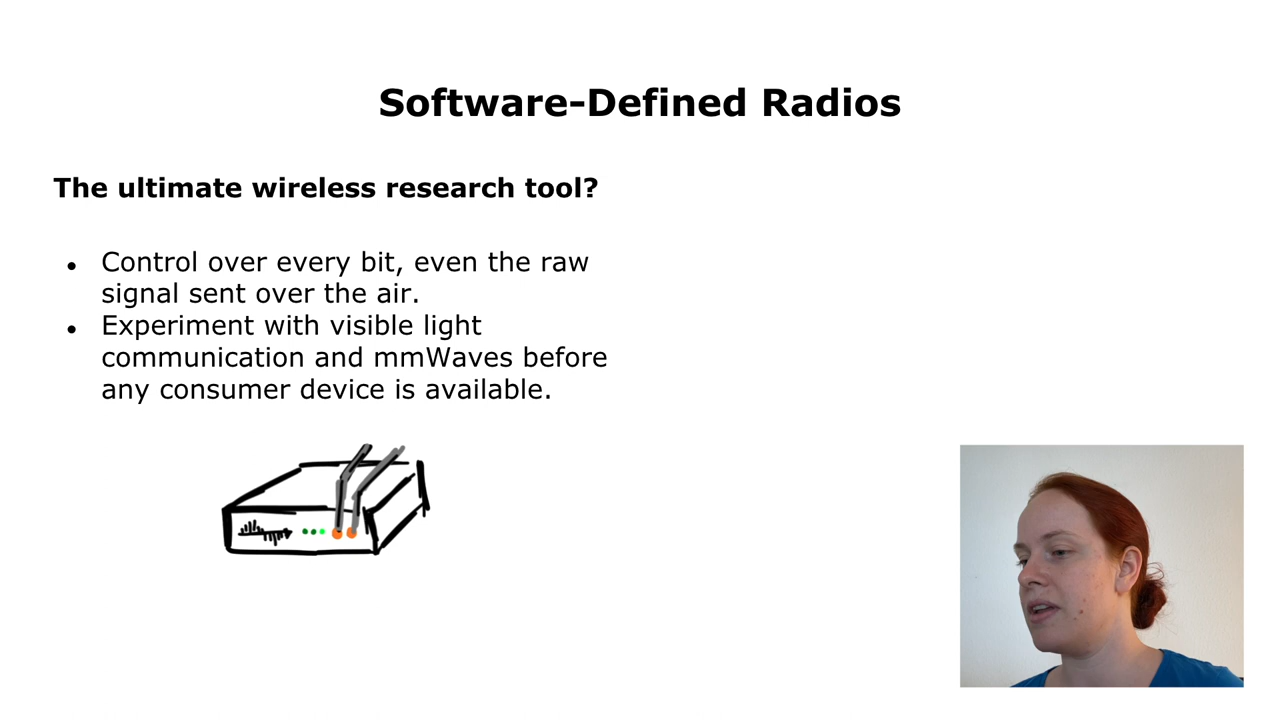 Software-Defined Radios
The ultimate wireless research tool?
● Control over every bit, even the raw
signal sent over the air.
● Experiment with visible light
communication and mmWaves before
any consumer device is available.